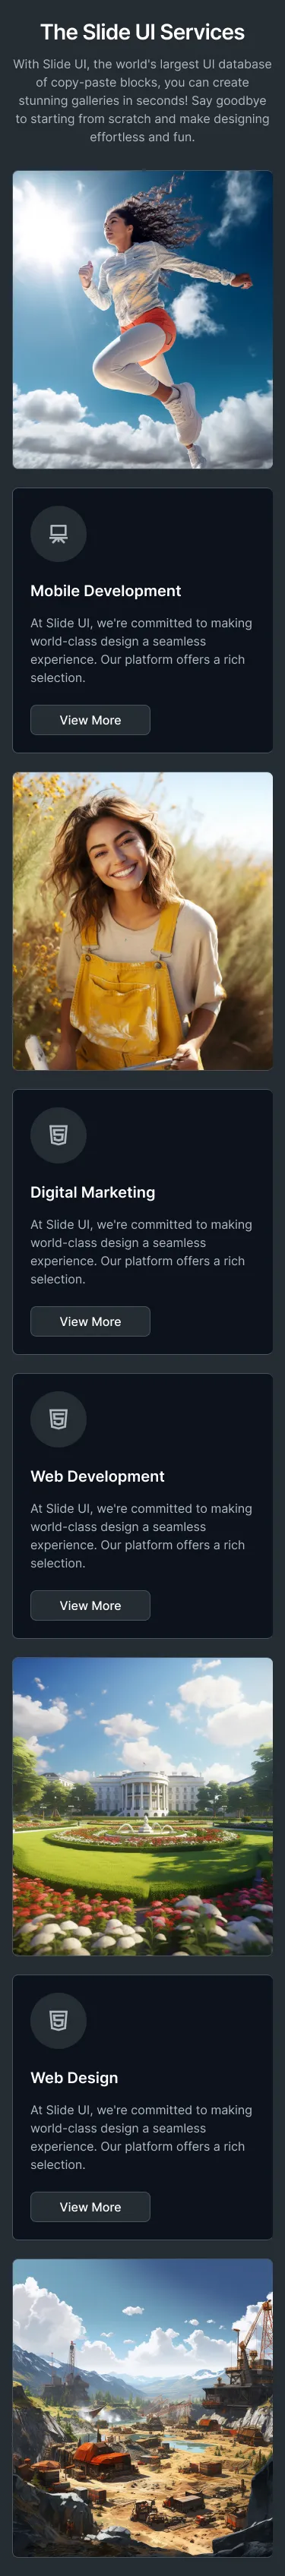 The Slide UI Services
With Slide UI, the world's largest UI database
of copy-paste blocks, you can create
stunning galleries in seconds! Say goodbye
to starting from scratch and make designing
effortless and fun.
Mobile Development
At Slide UI, we're committed to making
world-class design a seamless
experience. Our platform offers a rich
selection.
View More
Digital Marketing
At Slide UI, we're committed to making
world-class design a seamless
experience. Our platform offers a rich
selection.
View More
Web Development
At Slide UI, we're committed to making
world-class design a seamless
experience. Our platform offers a rich
selection.
View More
Web Design
At Slide UI, we're committed to making
world-class design a seamless
experience. Our platform offers a rich
selection.
View More